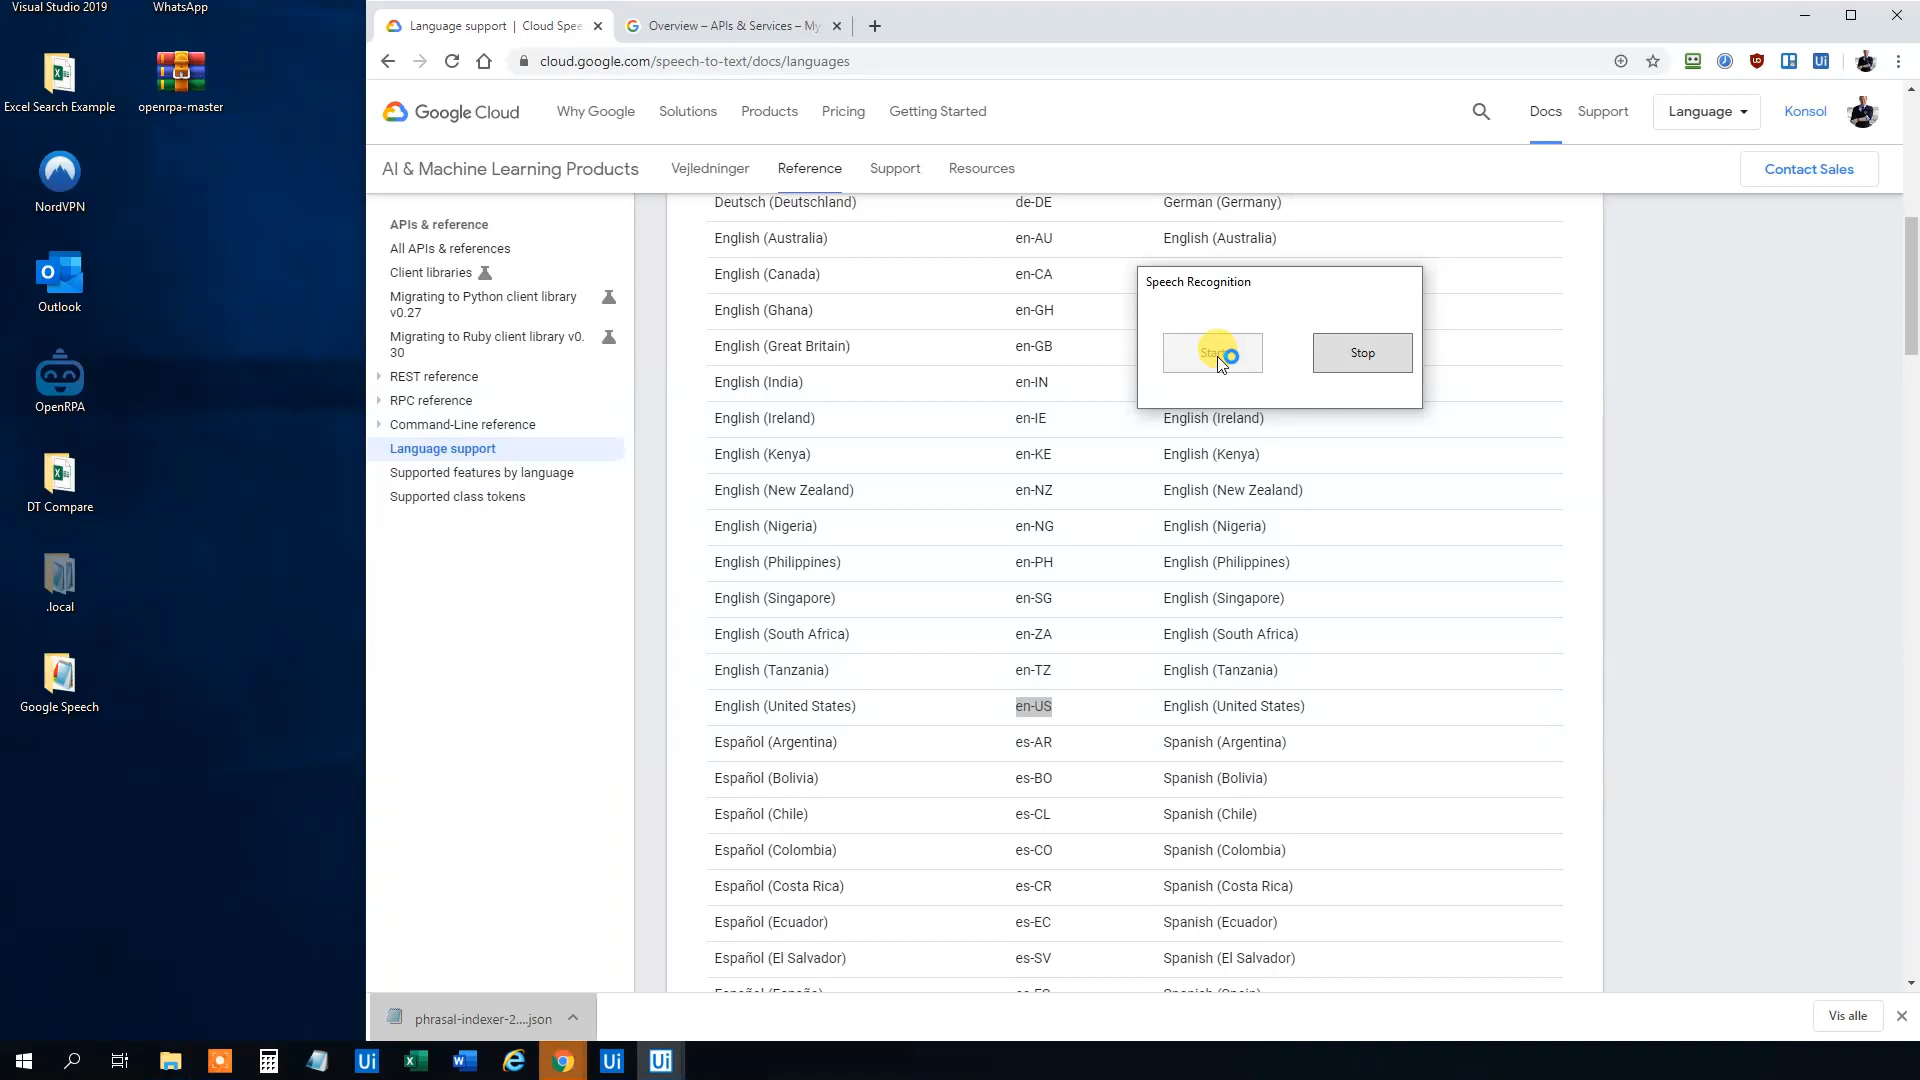 Visual Studio 2019
WhatsApp
Excel Search Example
openrpa-master
NordVPN
Outlook
OpenRPA
DT Compare
.local
Google Speech
Language support | Cloud Spee
Overview – APIs & Services – My
cloud.google.com/speech-to-text/docs/languages
Google Cloud
Why Google
Solutions
Products
Pricing
Getting Started
Docs
Support
Language
Konsol
AI & Machine Learning Products
Vejledninger
Reference
Support
Resources
Contact Sales
APIs & reference
All APIs & references
Client libraries
Migrating to Python client library
v0.27
Migrating to Ruby client library v0.
30
REST reference
RPC reference
Command-Line reference
Language support
Supported features by language
Supported class tokens
Deutsch (Deutschland) de-DE German (Germany)
English (Australia) en-AU English (Australia)
English (Canada) en-CA
English (Ghana) en-GH
English (Great Britain) en-GB
English (India) en-IN
English (Ireland) en-IE English (Ireland)
English (Kenya) en-KE English (Kenya)
English (New Zealand) en-NZ English (New Zealand)
English (Nigeria) en-NG English (Nigeria)
English (Philippines) en-PH English (Philippines)
English (Singapore) en-SG English (Singapore)
English (South Africa) en-ZA English (South Africa)
English (Tanzania) en-TZ English (Tanzania)
English (United States) en-US English (United States)
Español (Argentina) es-AR Spanish (Argentina)
Español (Bolivia) es-BO Spanish (Bolivia)
Español (Chile) es-CL Spanish (Chile)
Español (Colombia) es-CO Spanish (Colombia)
Español (Costa Rica) es-CR Spanish (Costa Rica)
Español (Ecuador) es-EC Spanish (Ecuador)
Español (El Salvador) es-SV Spanish (El Salvador)
Speech Recognition
Stop
phrasal-indexer-2....json
Vis alle